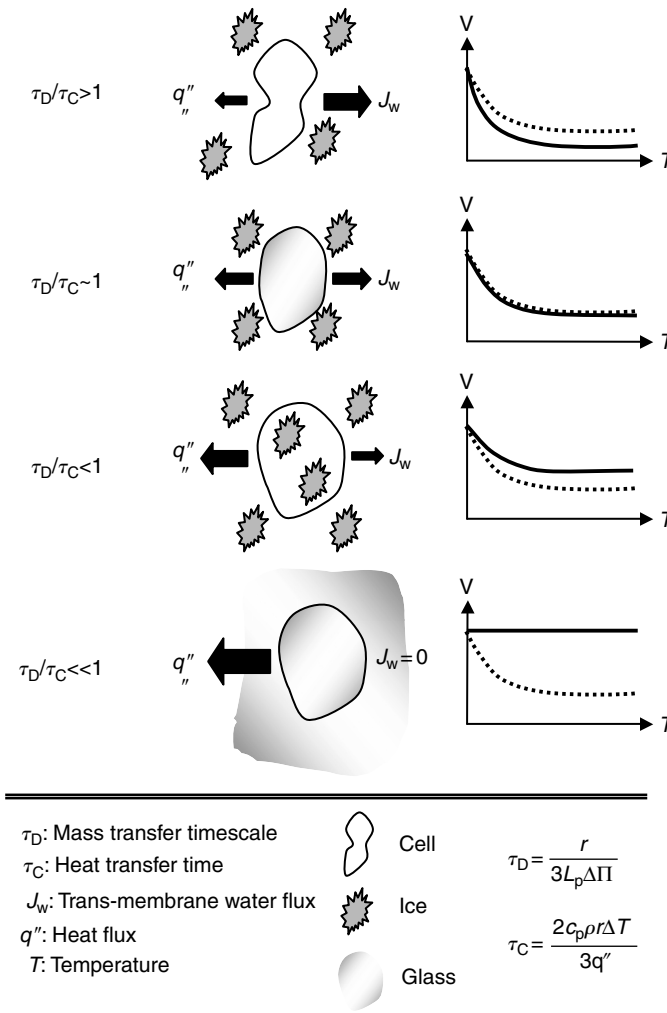 τD/τC>1
q″
″
Jw
V
T
τD/τC~1
q″
″
Jw
V
T
τD/τC<1
q″
″
Jw
V
T
τD/τC<<1
q″
″
Jw = 0
V
T
τD: Mass transfer timescale
τC: Heat transfer time
Jw: Trans-membrane water flux
q″: Heat flux
T: Temperature
Cell
Ice
Glass
τD = r / 3LpΔΠ
τC = 2cpρrΔT / 3q″